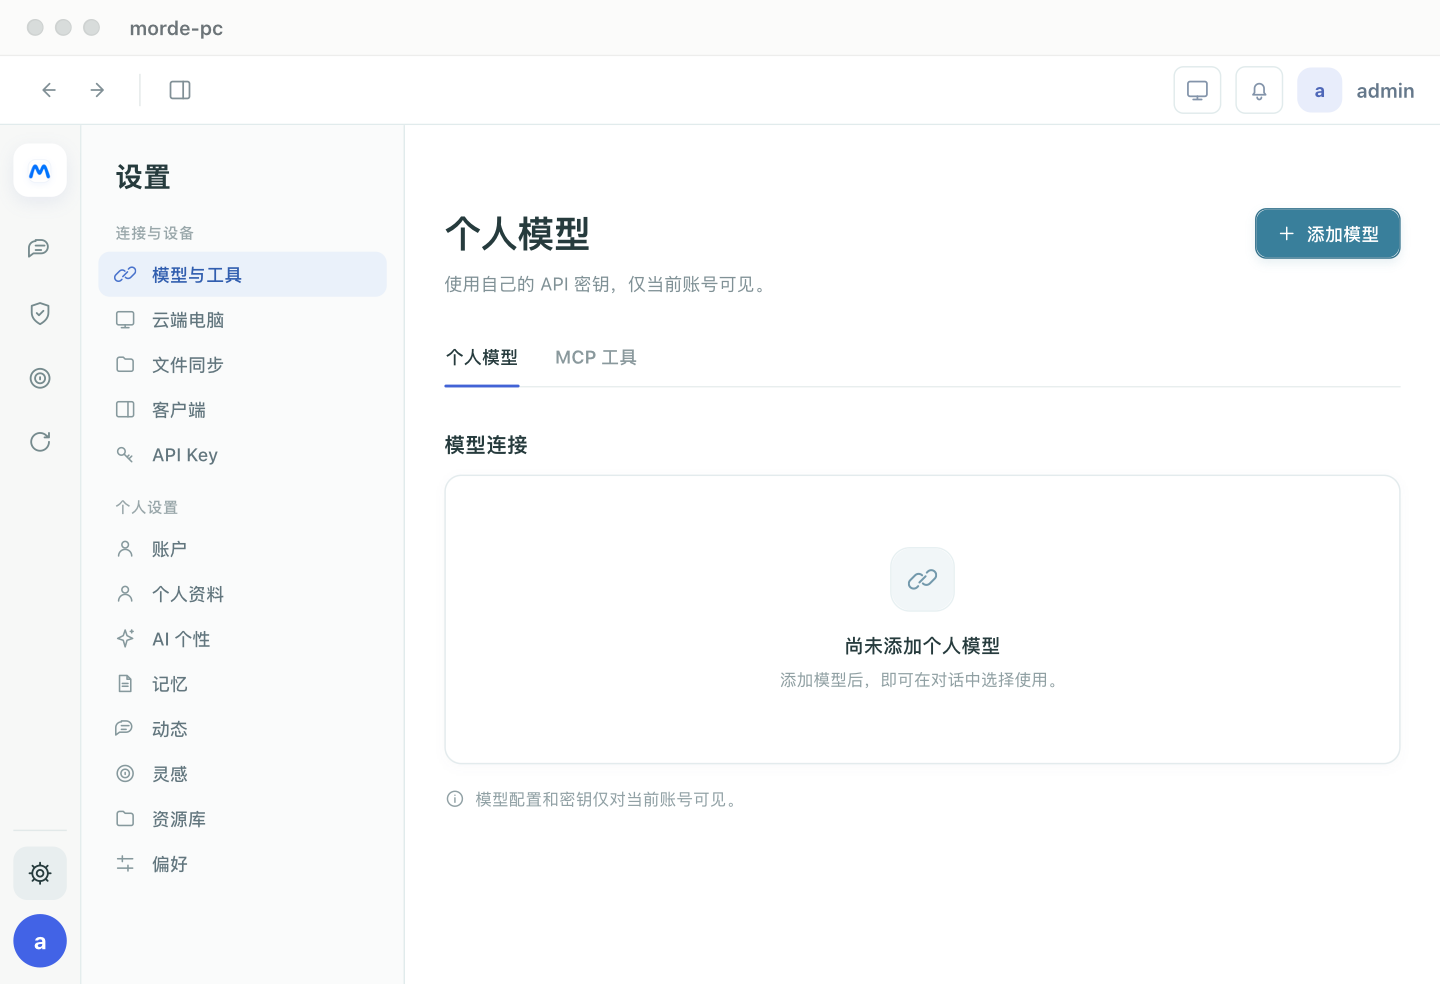 morde-pc
a
admin
设置
连接与设备
模型与工具
云端电脑
文件同步
客户端
API Key
个人设置
账户
个人资料
AI 个性
记忆
动态
灵感
资源库
偏好
a
个人模型
添加模型
使用自己的 API 密钥，仅当前账号可见。
个人模型
MCP 工具
模型连接
尚未添加个人模型
添加模型后，即可在对话中选择使用。
模型配置和密钥仅对当前账号可见。